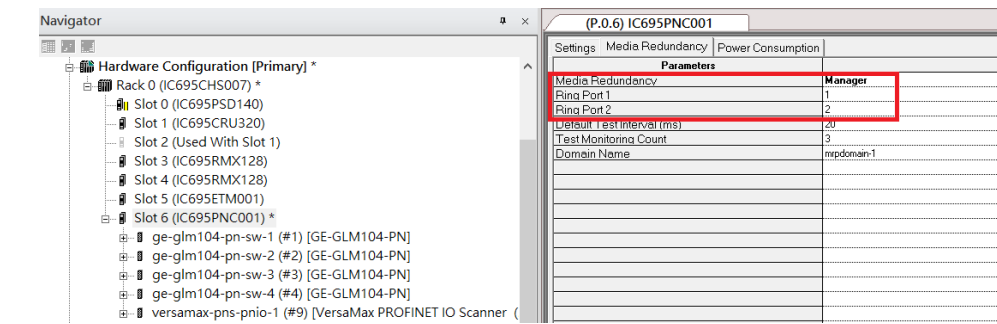 Navigator
Hardware Configuration [Primary] *
Rack 0 (IC695CHS007) *
Slot 0 (IC695PSD140)
Slot 1 (IC695CRU320)
Slot 2 (Used With Slot 1)
Slot 3 (IC695RMX128)
Slot 4 (IC695RMX128)
Slot 5 (IC695ETM001)
Slot 6 (IC695PNC001) *
ge-glm104-pn-sw-1 (#1) [GE-GLM104-PN]
ge-glm104-pn-sw-2 (#2) [GE-GLM104-PN]
ge-glm104-pn-sw-3 (#3) [GE-GLM104-PN]
ge-glm104-pn-sw-4 (#4) [GE-GLM104-PN]
versamax-pns-pnio-1 (#9) [VersaMax PROFINET IO Scanner (
(P.0.6) IC695PNC001
Settings Media Redundancy Power Consumption
Parameters
Media Redundancy Manager
Ring Port 1 1
Ring Port 2 2
Default Test Interval (ms) 20
Test Monitoring Count 3
Domain Name mrpdomain-1